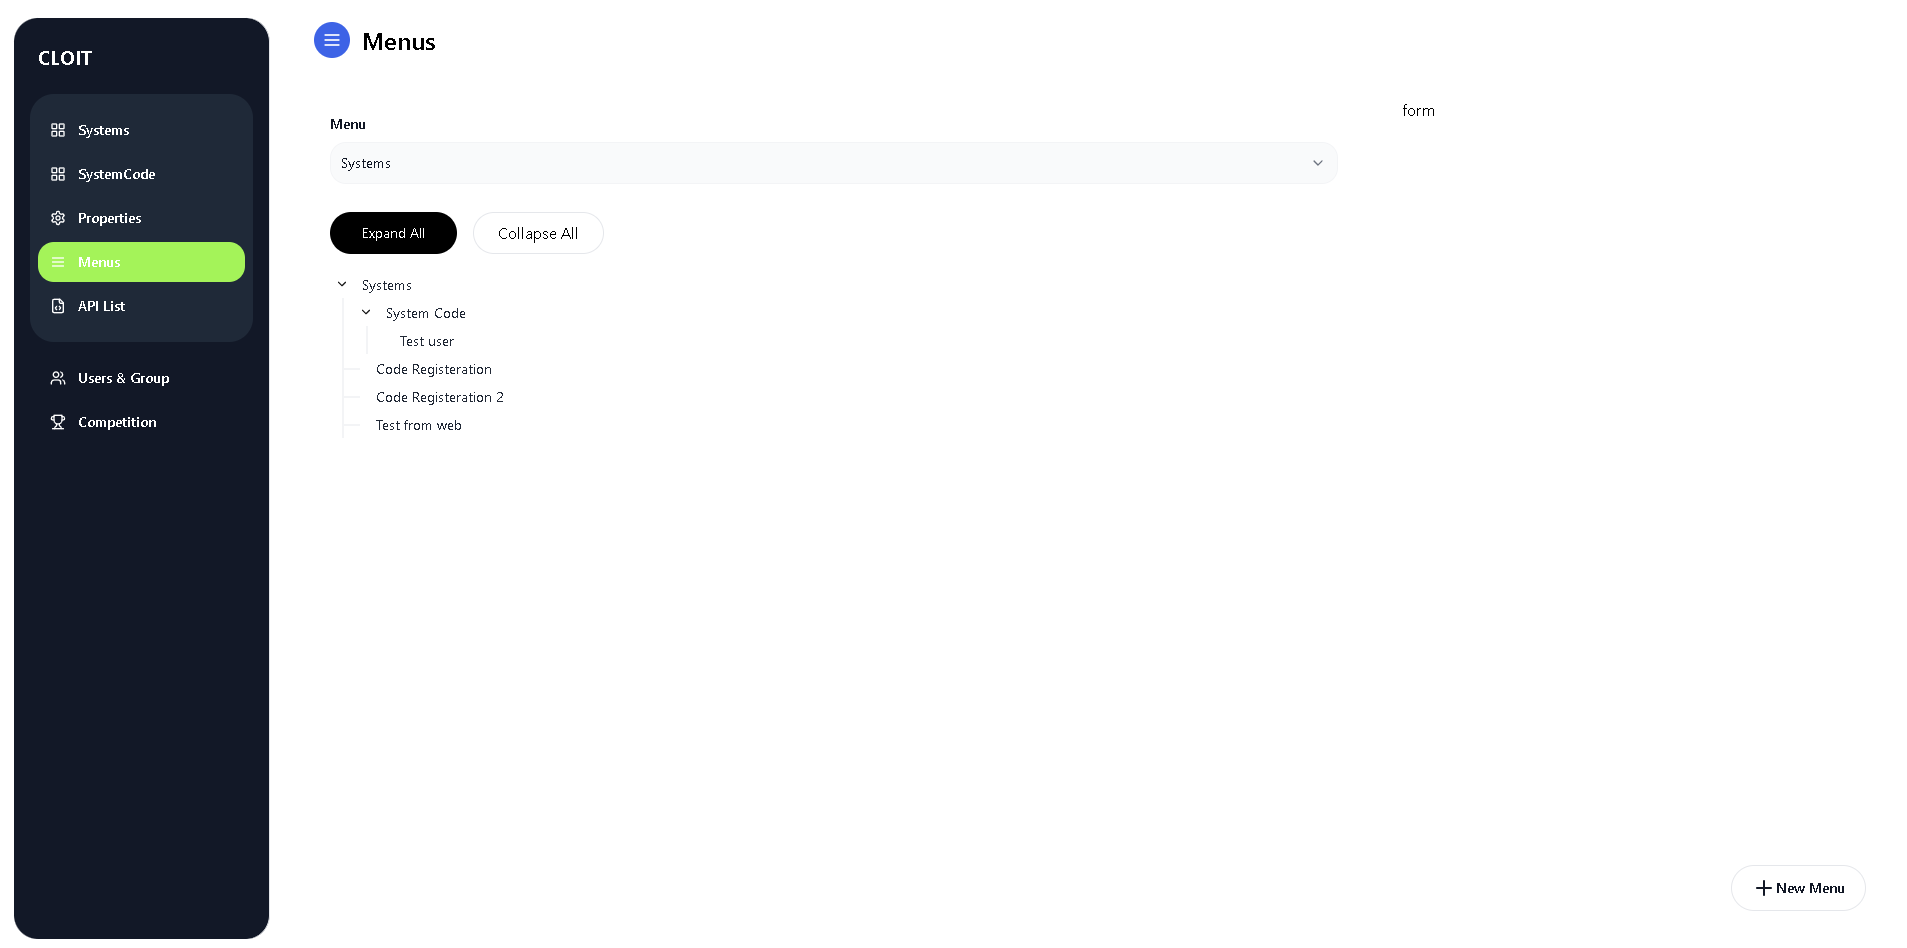 CLOIT
Systems
SystemCode
Properties
Menus
API List
Users & Group
Competition
Menus
Menu
Systems
Expand All
Collapse All
Systems
System Code
Test user
Code Registeration
Code Registeration 2
Test from web
form
New Menu